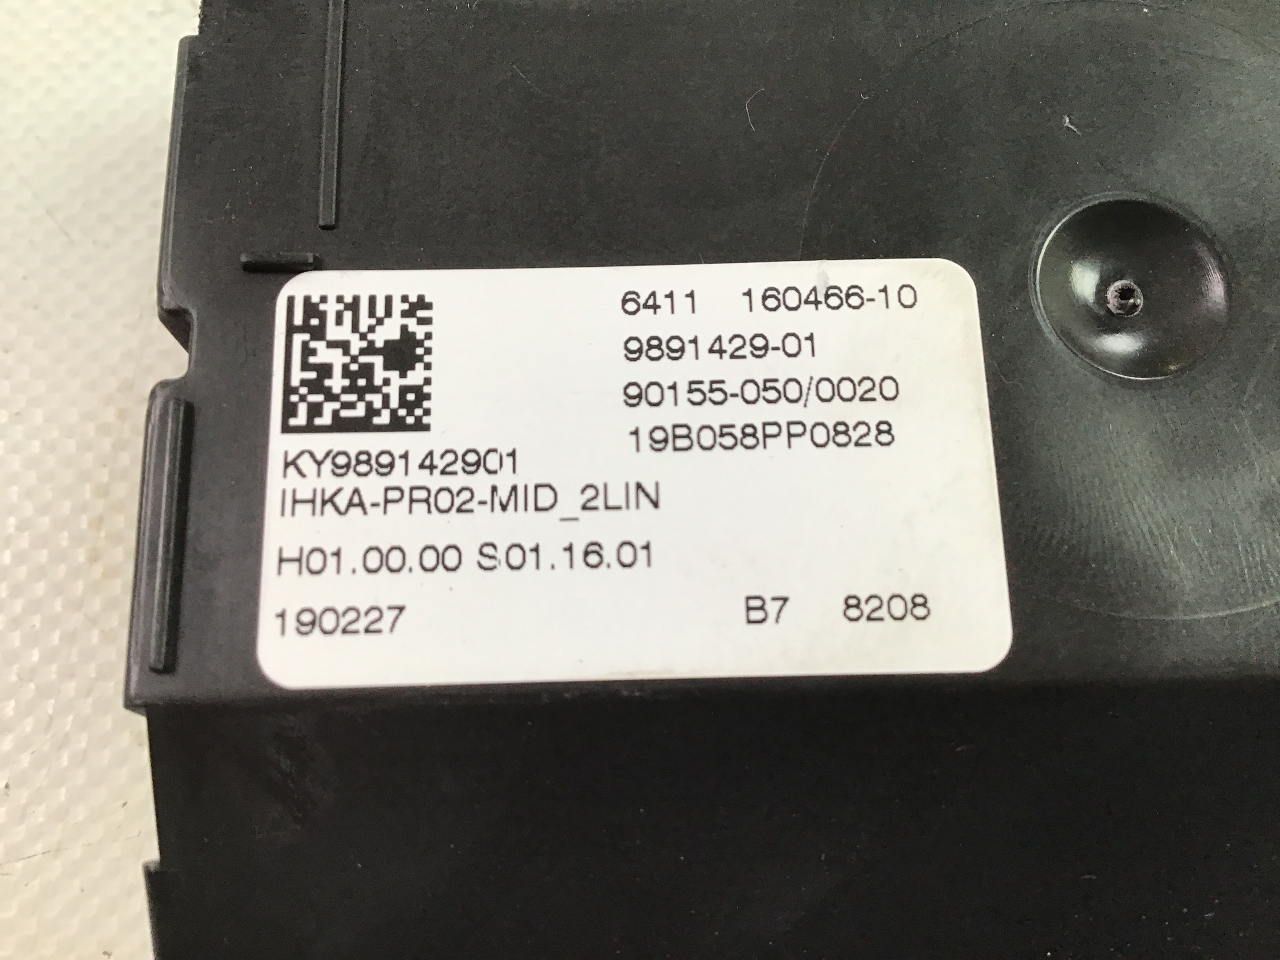 6411 160466-10
9891429-01
90155-050/0020
19B058PP0828
KY989142901
IHKA-PR02-MID_2LIN
H01.00.00 S01.16.01
190227 B7 8208